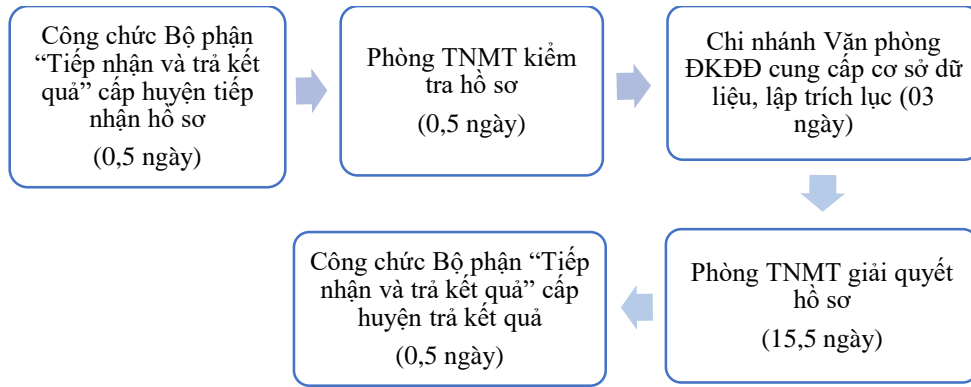 Công chức Bộ phận
“Tiếp nhận và trả kết
quả” cấp huyện tiếp
nhận hồ sơ
(0,5 ngày)
Phòng TNMT kiểm
tra hồ sơ
(0,5 ngày)
Chi nhánh Văn phòng
ĐKĐĐ cung cấp cơ sở dữ
liệu, lập trích lục (03
ngày)
Phòng TNMT giải quyết
hồ sơ
(15,5 ngày)
Công chức Bộ phận “Tiếp
nhận và trả kết quả” cấp
huyện trả kết quả
(0,5 ngày)